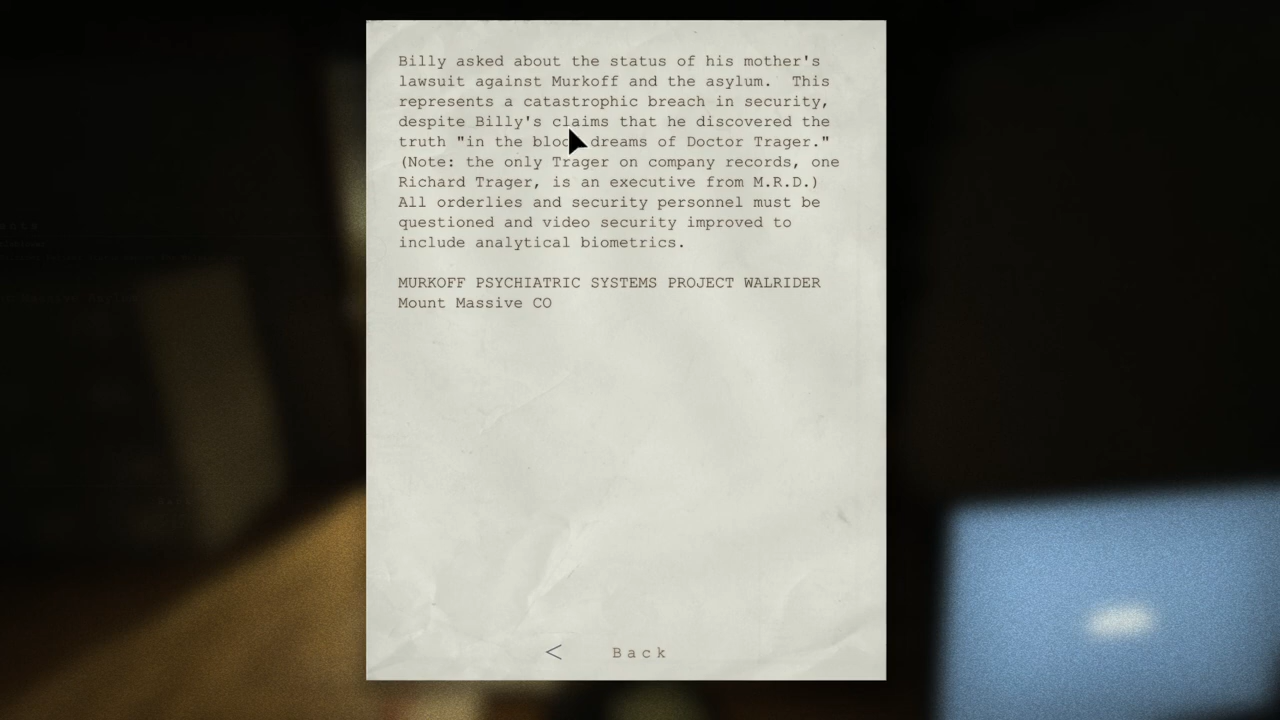 Billy asked about the status of his mother's
lawsuit against Murkoff and the asylum.  This
represents a catastrophic breach in security,
despite Billy's claims that he discovered the
truth "in the dreams of Doctor Trager."
(Note: the only Trager on company records, one
Richard Trager, is an executive from M.R.D.)
All orderlies and security personnel must be
questioned and video security improved to
include analytical biometrics.
MURKOFF PSYCHIATRIC SYSTEMS PROJECT WALRIDER
Mount Massive CO
< Back